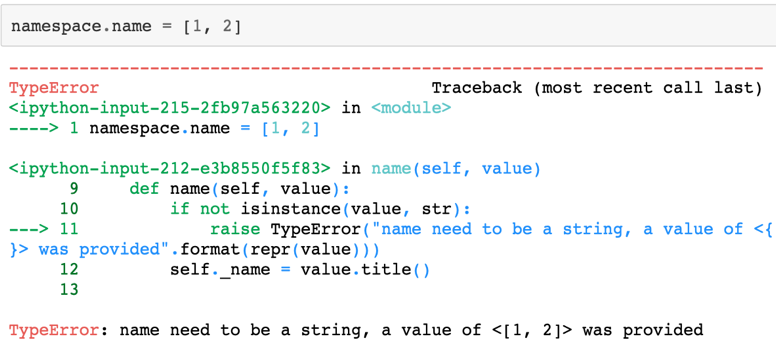 namespace.name = [1, 2]
---------------------------------------------------------------------------
TypeError                                 Traceback (most recent call last)
<ipython-input-215-2fb97a563220> in <module>
----> 1 namespace.name = [1, 2]
<ipython-input-212-e3b8550f5f83> in name(self, value)
      9     def name(self, value):
     10         if not isinstance(value, str):
---> 11             raise TypeError("name need to be a string, a value of <{
}> was provided".format(repr(value)))
     12         self._name = value.title()
     13
TypeError: name need to be a string, a value of <[1, 2]> was provided